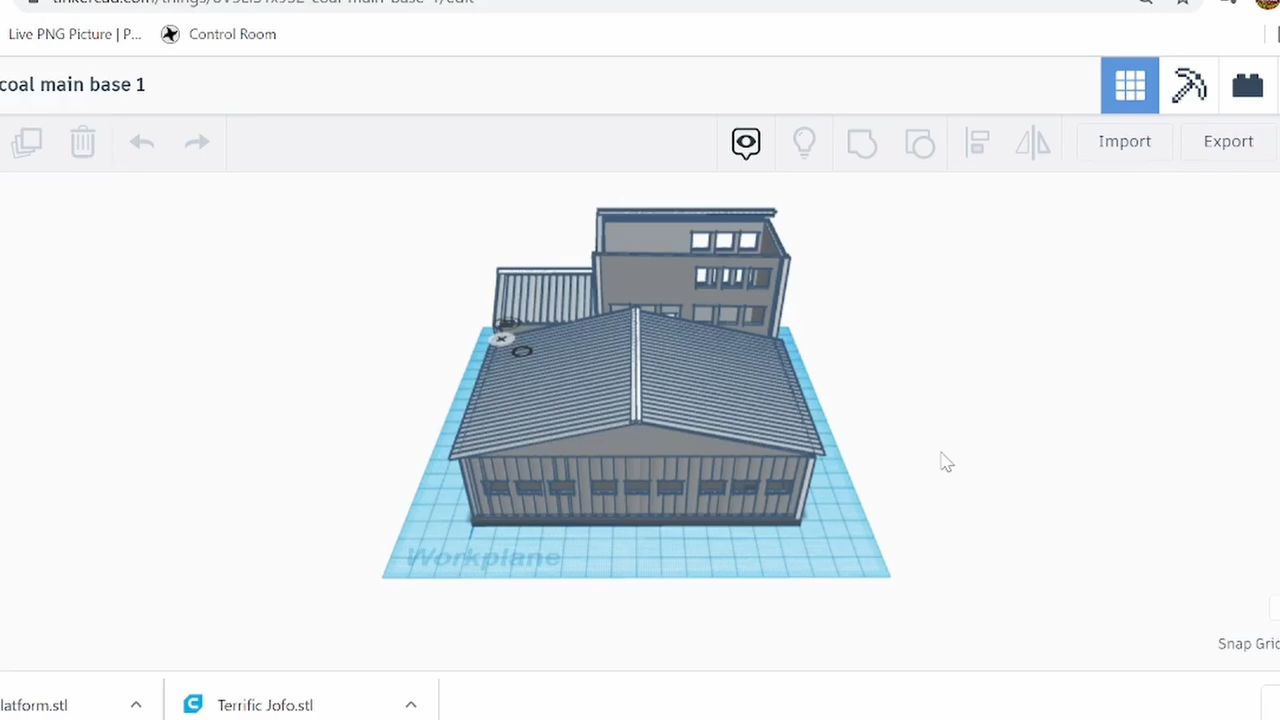 Live PNG Picture | P... Control Room
coal main base 1
Import Export
Workplane
Snap Grid
latform.stl Terrific Jofo.stl